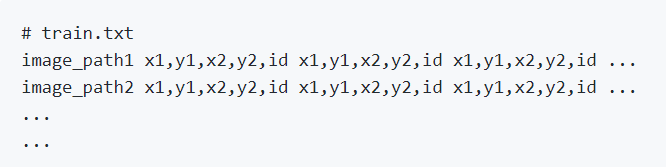 # train.txt
image_path1 x1,y1,x2,y2,id x1,y1,x2,y2,id x1,y1,x2,y2,id ...
image_path2 x1,y1,x2,y2,id x1,y1,x2,y2,id x1,y1,x2,y2,id ...
...
...